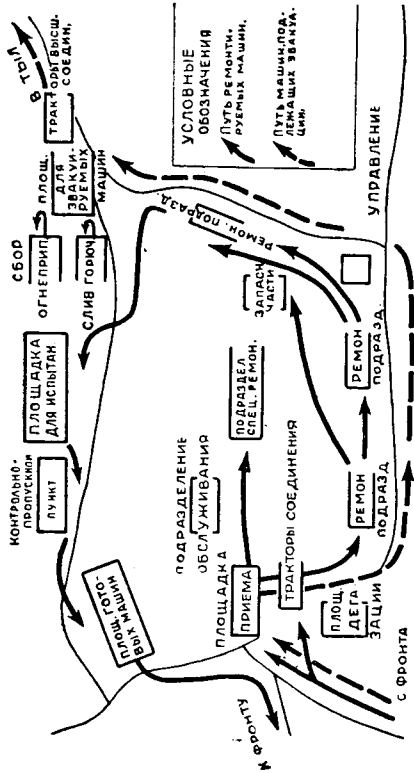 КОНТРОЛЬНО-
ПРОПУСКНОЙ
ПУНКТ
ПЛОЩАДКА
ДЛЯ ИСПЫТАН.
СБОР
ОГНЕПРИП.
СЛИВ ГОРЮЧ.
ПЛОЩ.
ДЛЯ
ЭВАКУИ-
РУЕМЫХ
МАШИН
В ТЫЛ
ТРАКТОРЫ ВЫСШ.
СОЕДИН.
ПЛОЩ. ГОТО-
ВЫХ МАШИН
К ФРОНТУ
ПОДРАЗДЕЛЕНИЕ
ОБСЛУЖИВАНИЯ
ПЛОЩАДКА
ПРИЕМА
ПОДРАЗДЕЛ
СПЕЦ. РЕМОН.
ЗАПАСН.
ЧАСТИ
РЕМОН. ПОДРАЗД.
ТРАКТОРЫ СОЕДИНЕНИЯ
ПЛОЩ.
ДЕГА
ЗАЦИИ
РЕМОН
ПОДРАЗД
РЕМОН
ПОДРАЗД.
УПРАВЛЕНИЕ
С ФРОНТА
УСЛОВНЫЕ
ОБОЗНАЧЕНИЯ
ПУТЬ РЕМОНТИ-
РУЕМЫХ МАШИН.
ПУТЬ МАШИН, ПОД-
ЛЕЖАЩИХ ЭВАКУА-
ЦИИ.